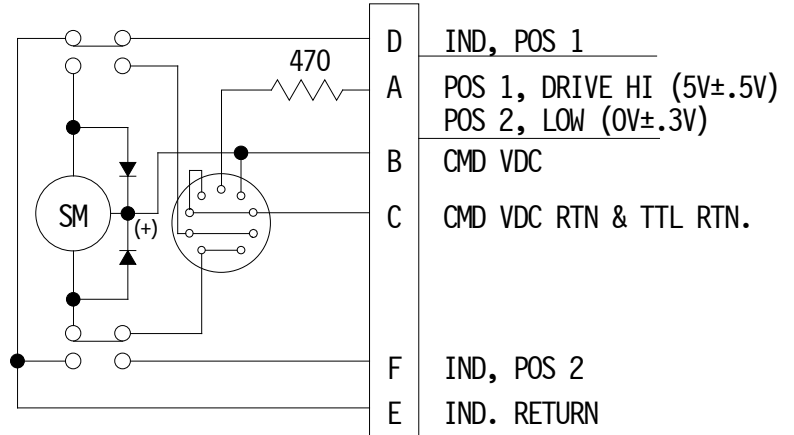 D IND, POS 1
470
A POS 1, DRIVE HI (5V±.5V)
POS 2, LOW (0V±.3V)
B CMD VDC
SM
(+)
C CMD VDC RTN & TTL RTN.
F IND, POS 2
E IND. RETURN